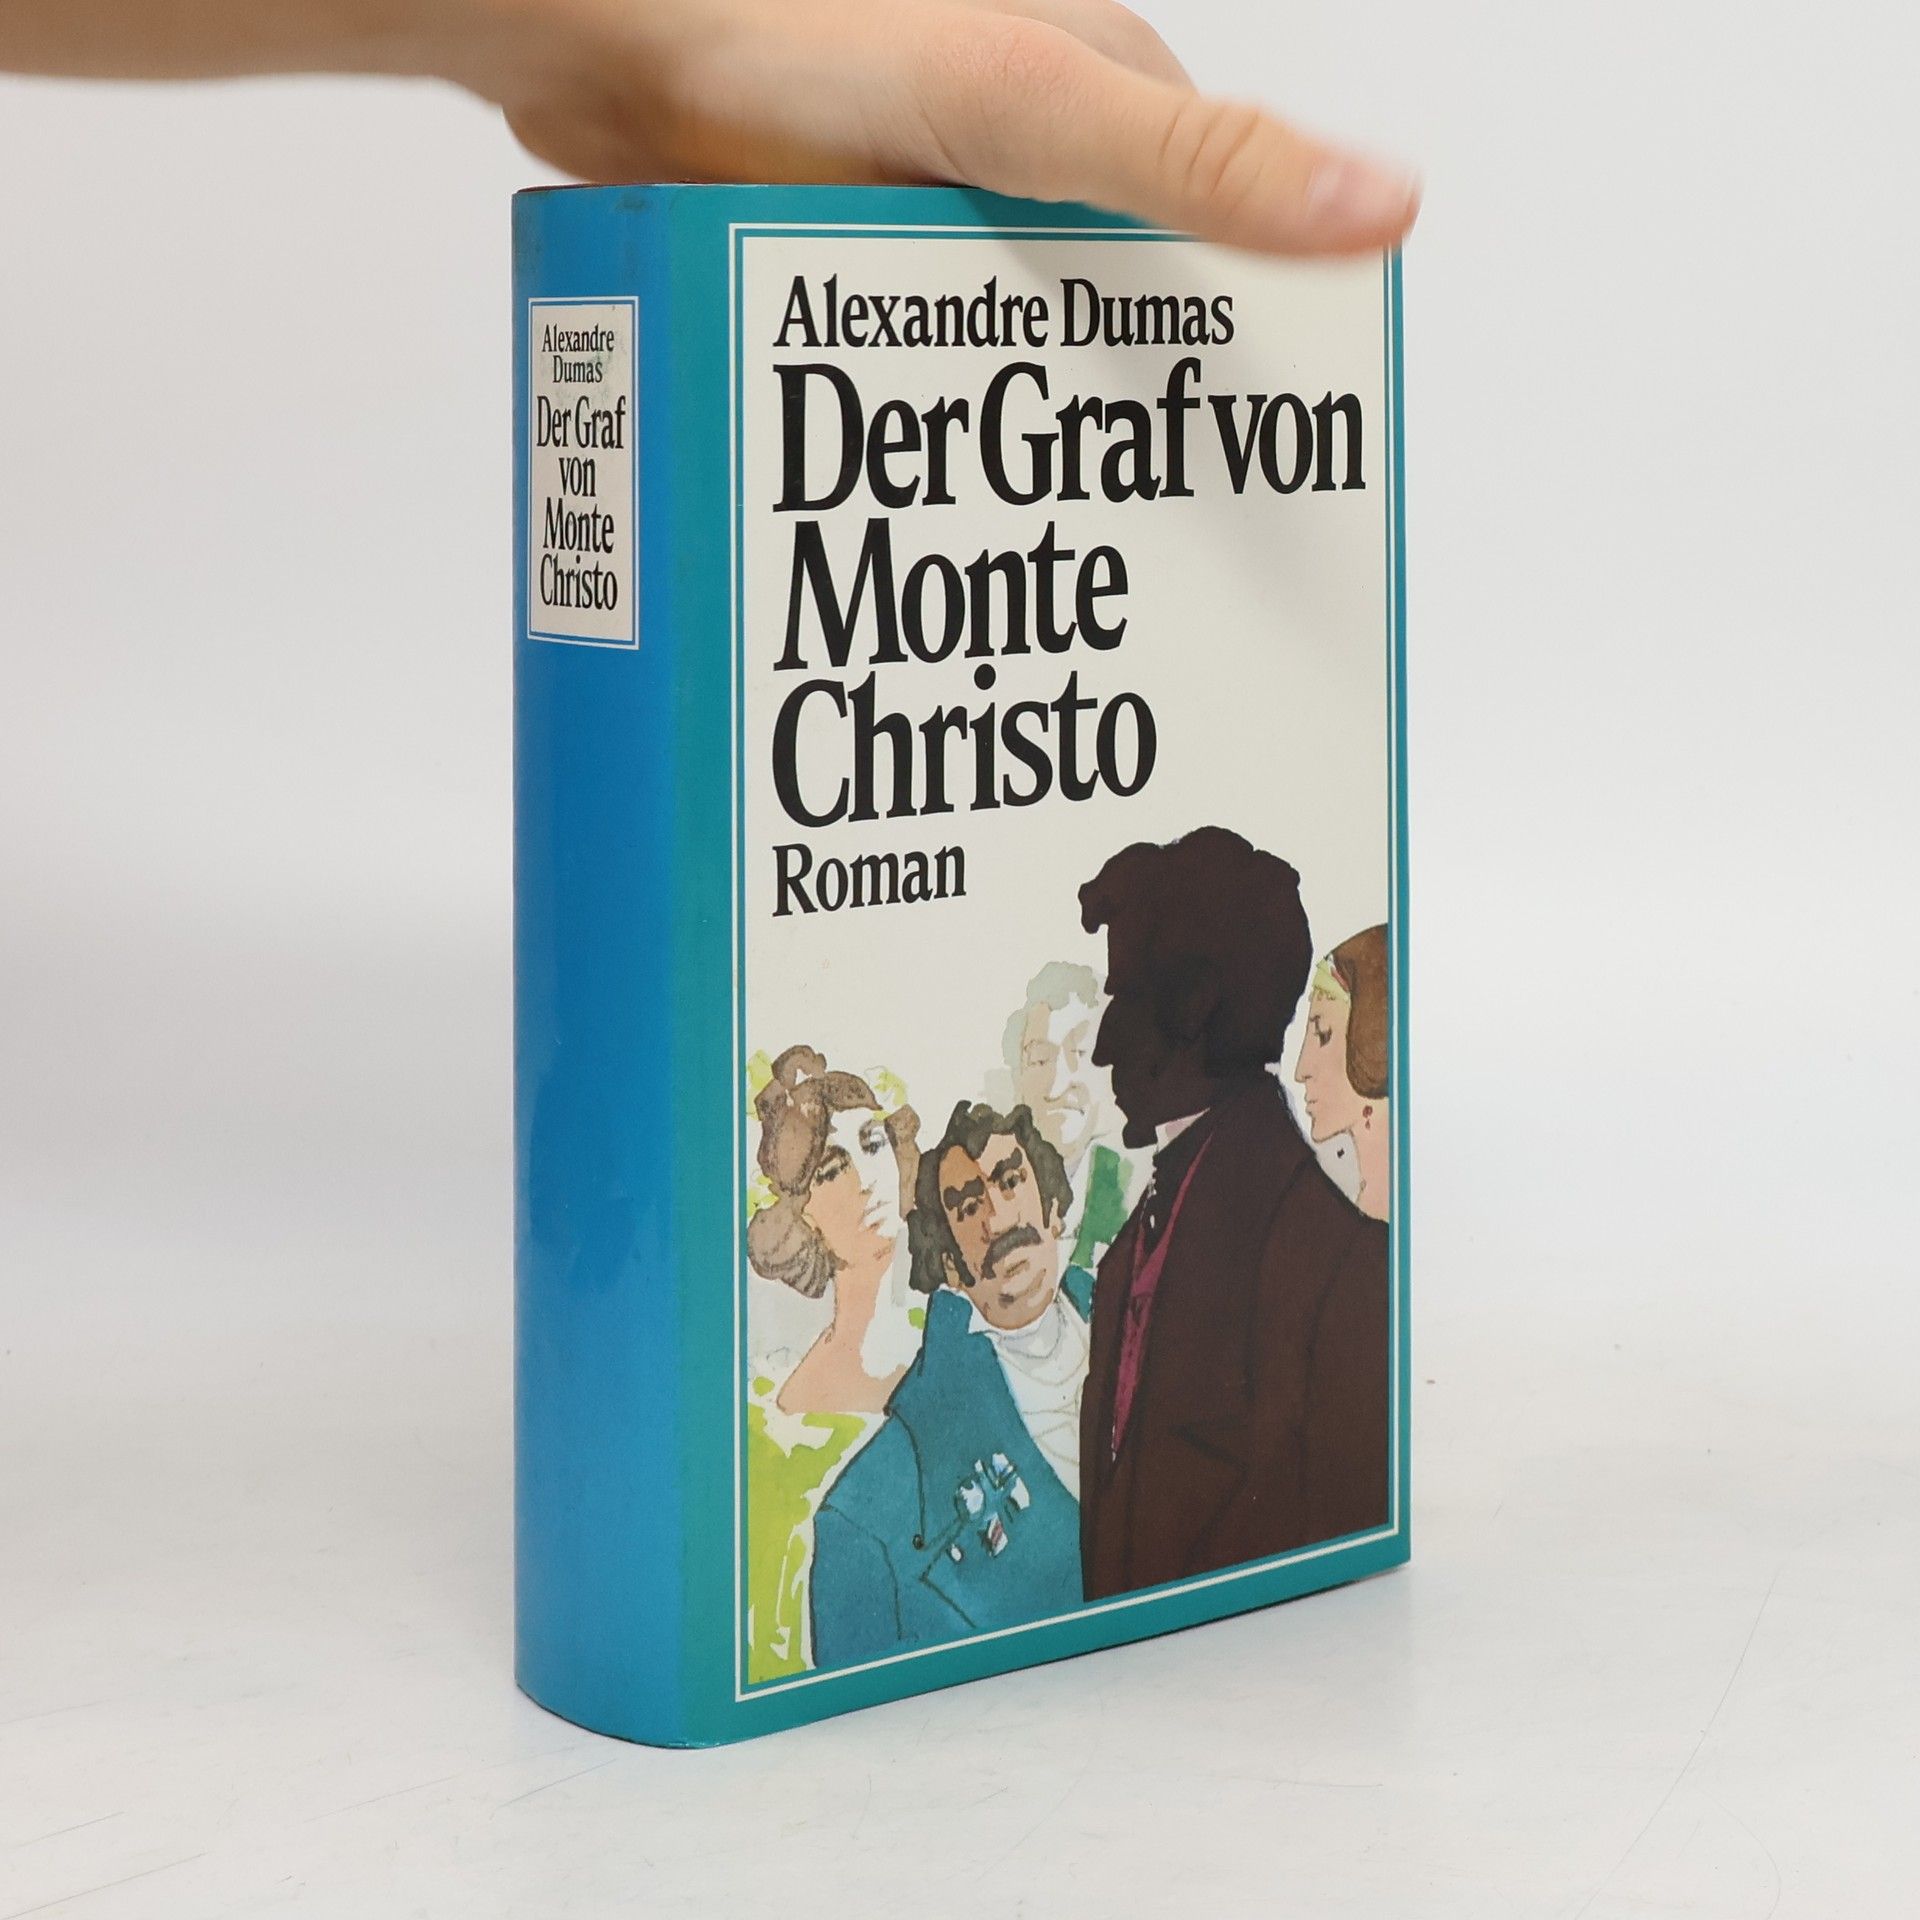 Alexandre
Dumas
Der Graf
von
Monte
Christo
Alexandre Dumas
Der Graf von
Monte
Christo
Roman